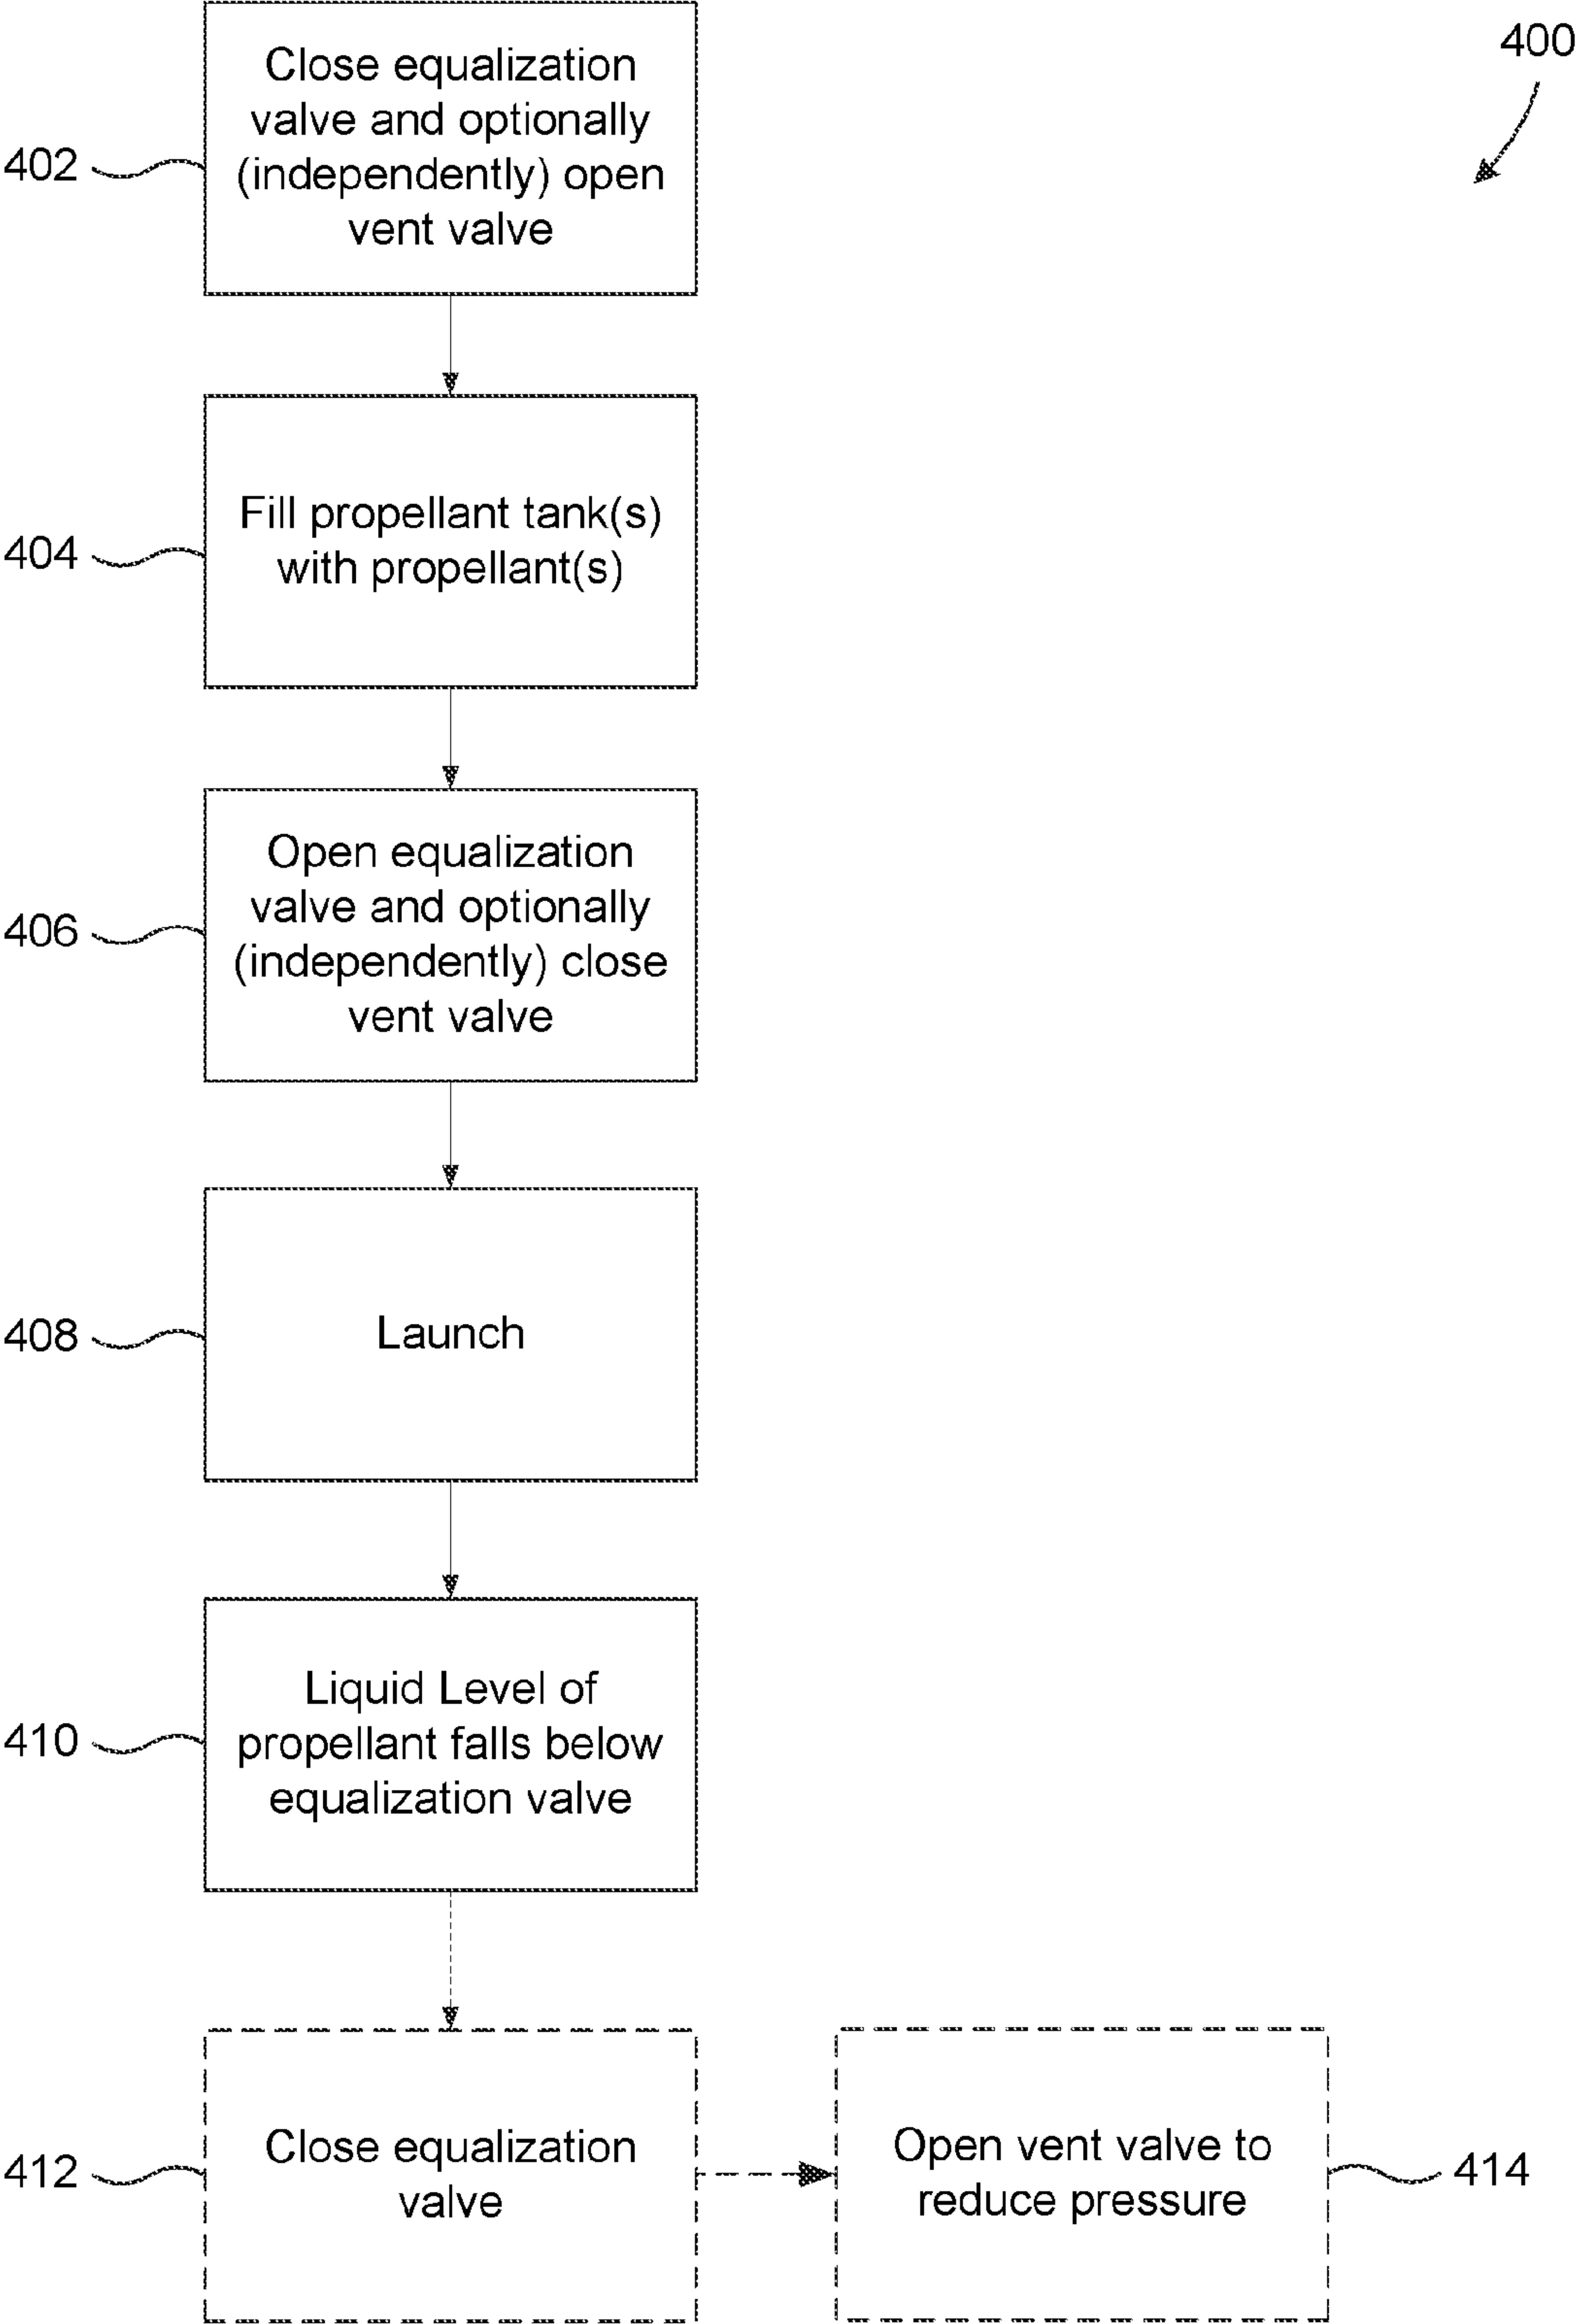 400
Close equalization
valve and optionally
(independently) open
vent valve
402
Fill propellant tank(s)
with propellant(s)
404
Open equalization
valve and optionally
(independently) close
vent valve
406
Launch
408
Liquid Level of
propellant falls below
equalization valve
410
Close equalization
valve
412
Open vent valve to
reduce pressure
414